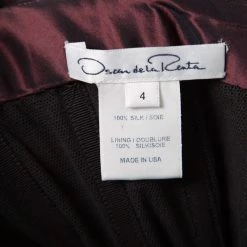 Oscar de la Renta
4
100% SILK / SOIE
LINING / DOUBLURE
100% SILK/SOIE
MADE IN USA